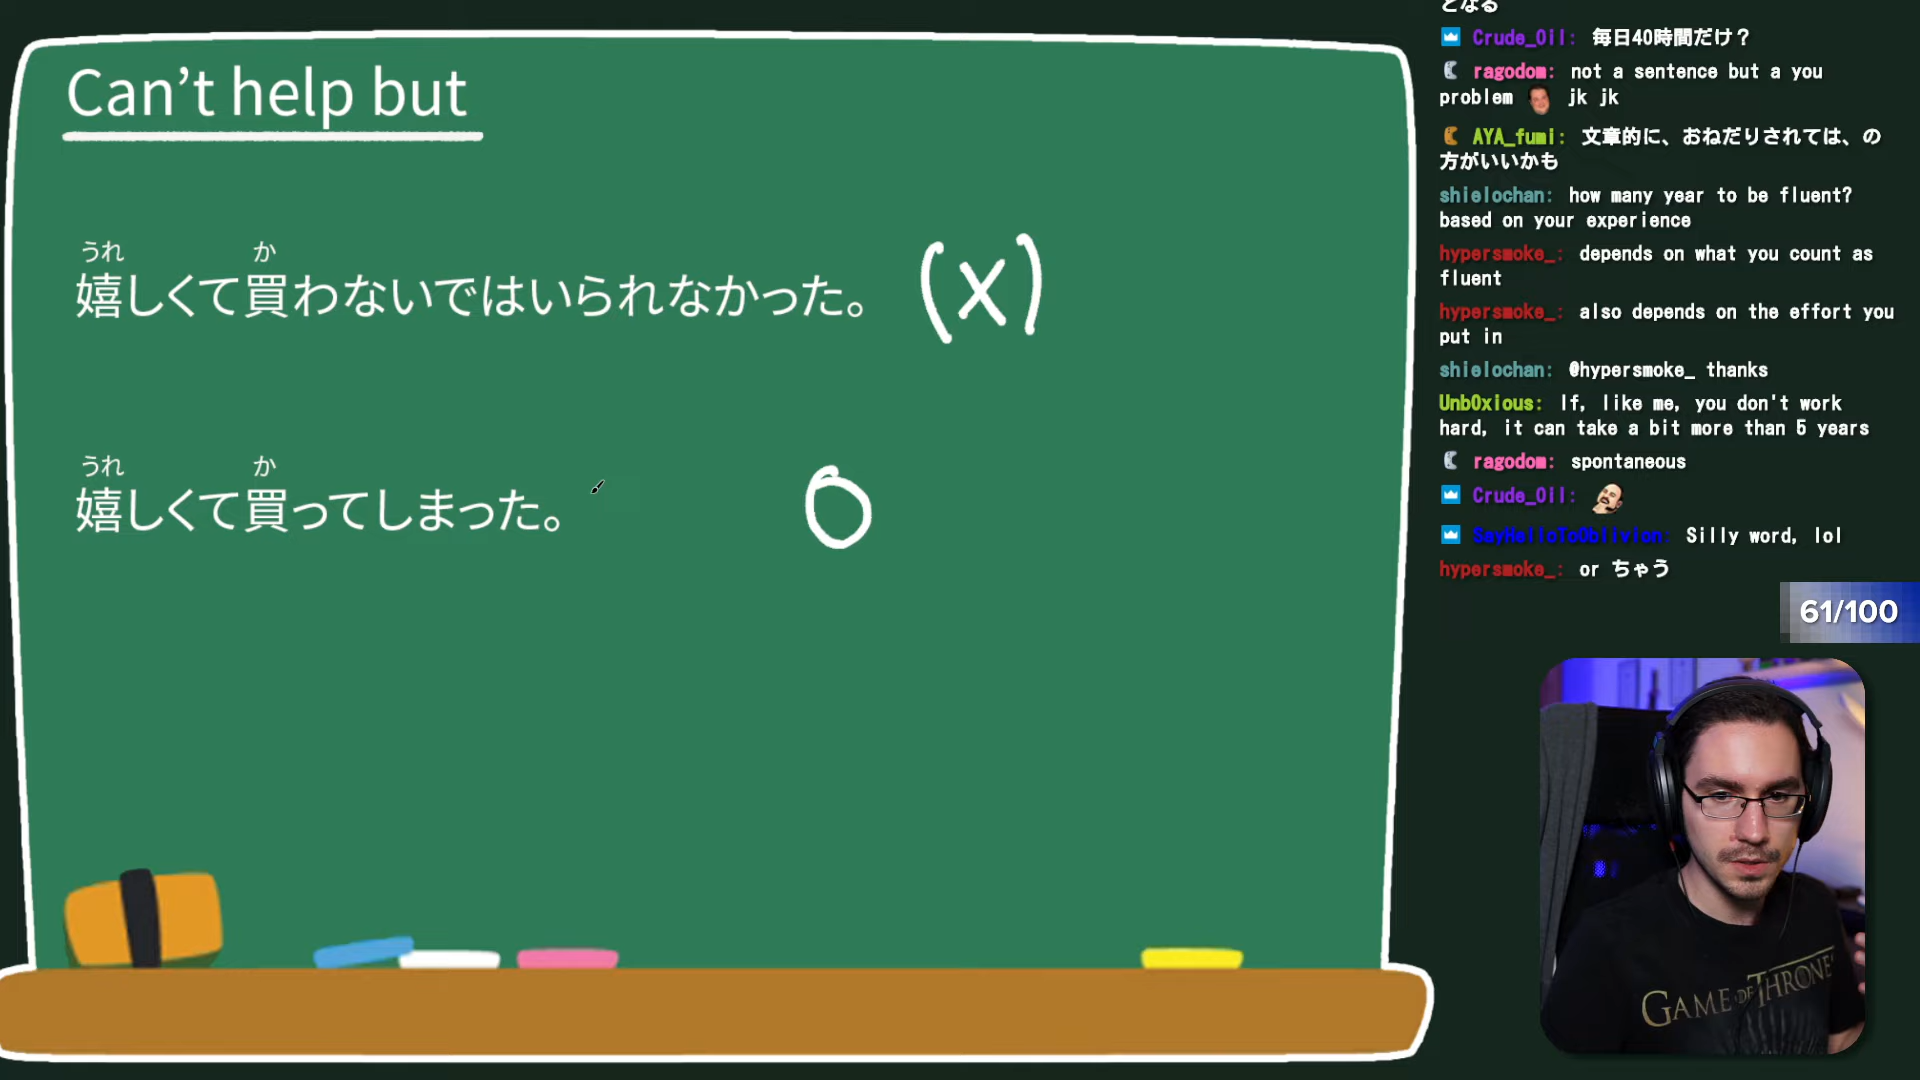 Can't help but
うれ か
嬉しくて買わないではいられなかった。 (x)
うれ か
嬉しくて買ってしまった。 O
となる
Crude_Oil: 毎日40時間だけ？
ragodom: not a sentence but a you
problem jk jk
AYA_fumi: 文章的に、おねだりされては、の
方がいいかも
shielochan: how many year to be fluent?
based on your experience
hypersmoke_: depends on what you count as
fluent
hypersmoke_: also depends on the effort you
put in
shielochan: @hypersmoke_ thanks
Unb0xious: If, like me, you don't work
hard, it can take a bit more than 5 years
ragodom: spontaneous
Crude_Oil:
SayHelloToOblivion: Silly word, lol
hypersmoke_: or ちゃう
61/100
GAME OF THRONE